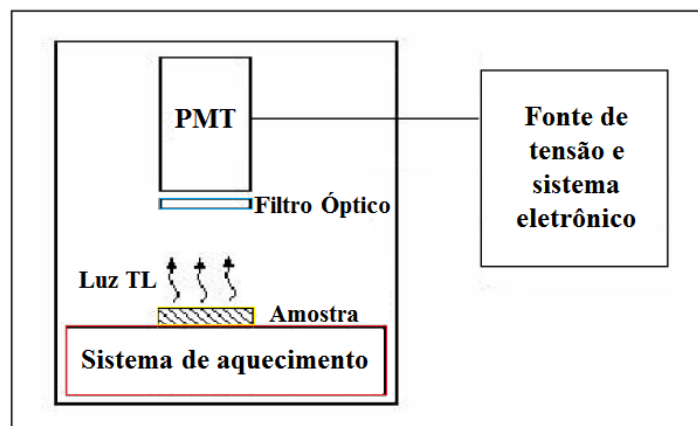 PMT
Fonte de
tensão e
sistema
eletrônico
Filtro Óptico
Luz TL
Amostra
Sistema de aquecimento